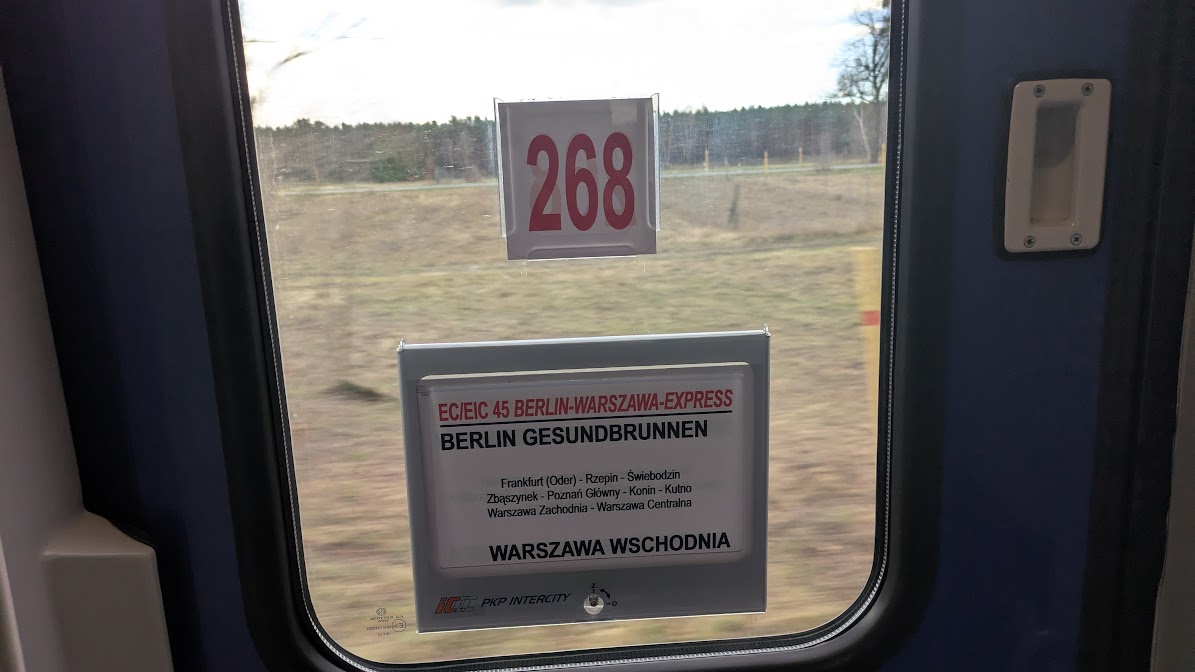 268
EC/EIC 45 BERLIN-WARSZAWA-EXPRESS
BERLIN GESUNDBRUNNEN
Frankfurt (Oder) - Rzepin - Świebodzin
Zbąszynek - Poznań Główny - Konin - Kutno
Warszawa Zachodnia - Warszawa Centralna
WARSZAWA WSCHODNIA
IC PKP INTERCITY